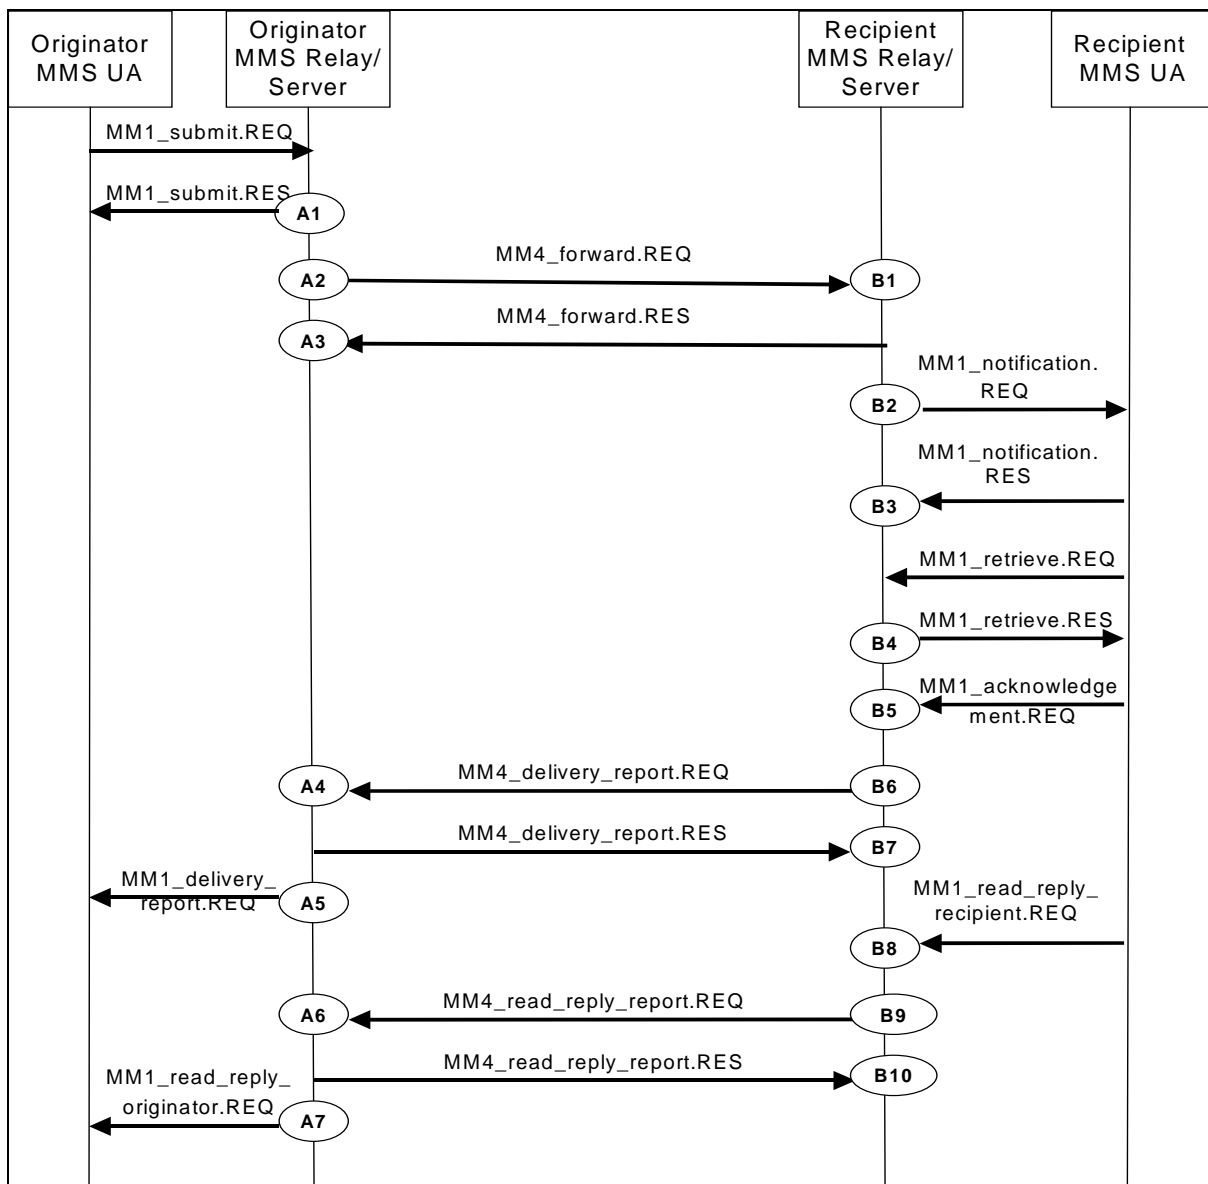 Originator
MMS UA
Originator
MMS Relay/
Server
Recipient
MMS Relay/
Server
Recipient
MMS UA
MM1_submit.REQ
MM1_submit.RES
A1
MM4_forward.REQ
A2
B1
MM4_forward.RES
A3
MM1_notification.
REQ
B2
MM1_notification.
RES
B3
MM1_retrieve.REQ
MM1_retrieve.RES
B4
MM1_acknowledge
ment.REQ
B5
MM4_delivery_report.REQ
A4
B6
MM4_delivery_report.RES
B7
MM1_delivery_
report.REQ
A5
MM1_read_reply_
recipient.REQ
B8
MM4_read_reply_report.REQ
A6
B9
MM4_read_reply_report.RES
B10
MM1_read_reply_
originator.REQ
A7